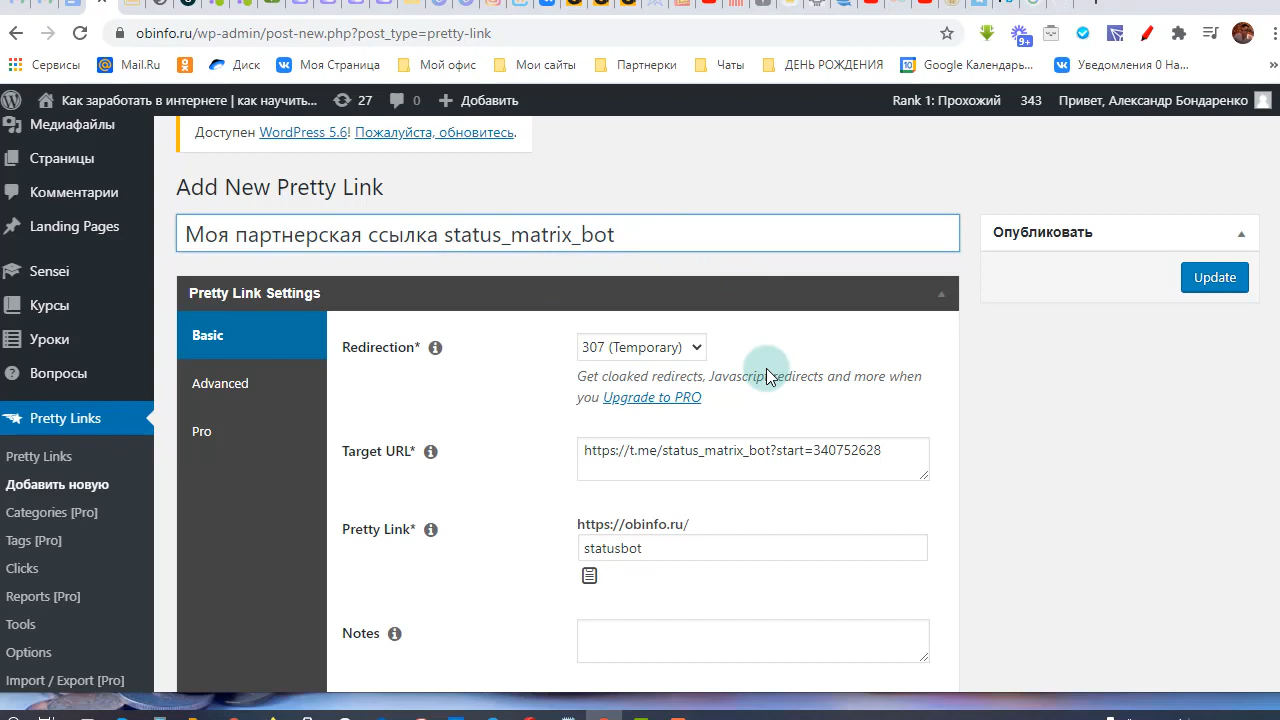 obinfo.ru/wp-admin/post-new.php?post_type=pretty-link
9+
Сервисы Mail.Ru Диск Моя Страница Мой офис Мои сайты Партнерки Чаты ДЕНЬ РОЖДЕНИЯ 10 Google Календарь... Уведомления 0 На... »
Как заработать в интернете | как научить... 27 0 Добавить Rank 1: Прохожий 343 Привет, Александр Бондаренко
Медиафайлы
Страницы
Комментарии
Landing Pages
Sensei
Курсы
Уроки
Вопросы
Pretty Links
Pretty Links
Добавить новую
Categories [Pro]
Tags [Pro]
Clicks
Reports [Pro]
Tools
Options
Import / Export [Pro]
Доступен WordPress 5.6! Пожалуйста, обновитесь.
Add New Pretty Link
Моя партнерская ссылка status_matrix_bot
Pretty Link Settings
Basic
Advanced
Pro
Redirection* 307 (Temporary)
Get cloaked redirects, Javascript redirects and more when
you Upgrade to PRO
Target URL* https://t.me/status_matrix_bot?start=340752628
Pretty Link* https://obinfo.ru/
statusbot
Notes
Опубликовать
Update